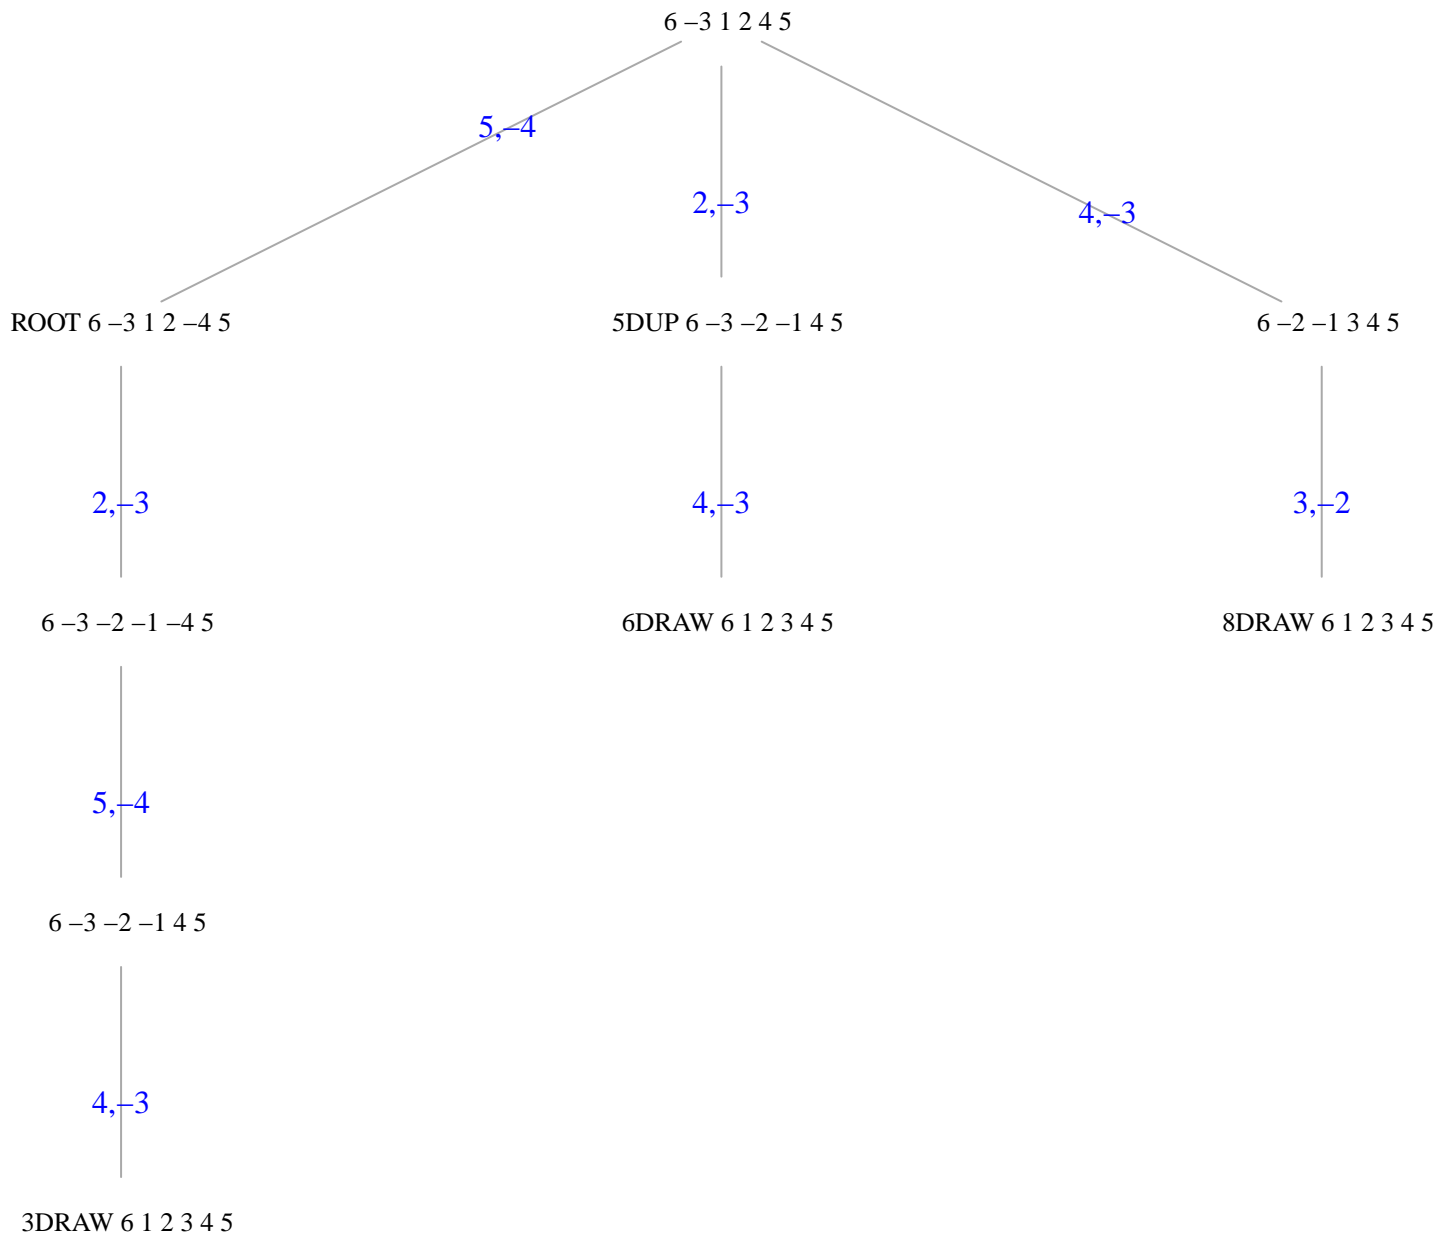 6 –3 1 2 4 5
5,–4
2,–3
4,–3
ROOT 6 –3 1 2 –4 5
5DUP 6 –3 –2 –1 4 5
6 –2 –1 3 4 5
2,–3
4,–3
3,–2
6 –3 –2 –1 –4 5
6DRAW 6 1 2 3 4 5
8DRAW 6 1 2 3 4 5
5,–4
6 –3 –2 –1 4 5
4,–3
3DRAW 6 1 2 3 4 5